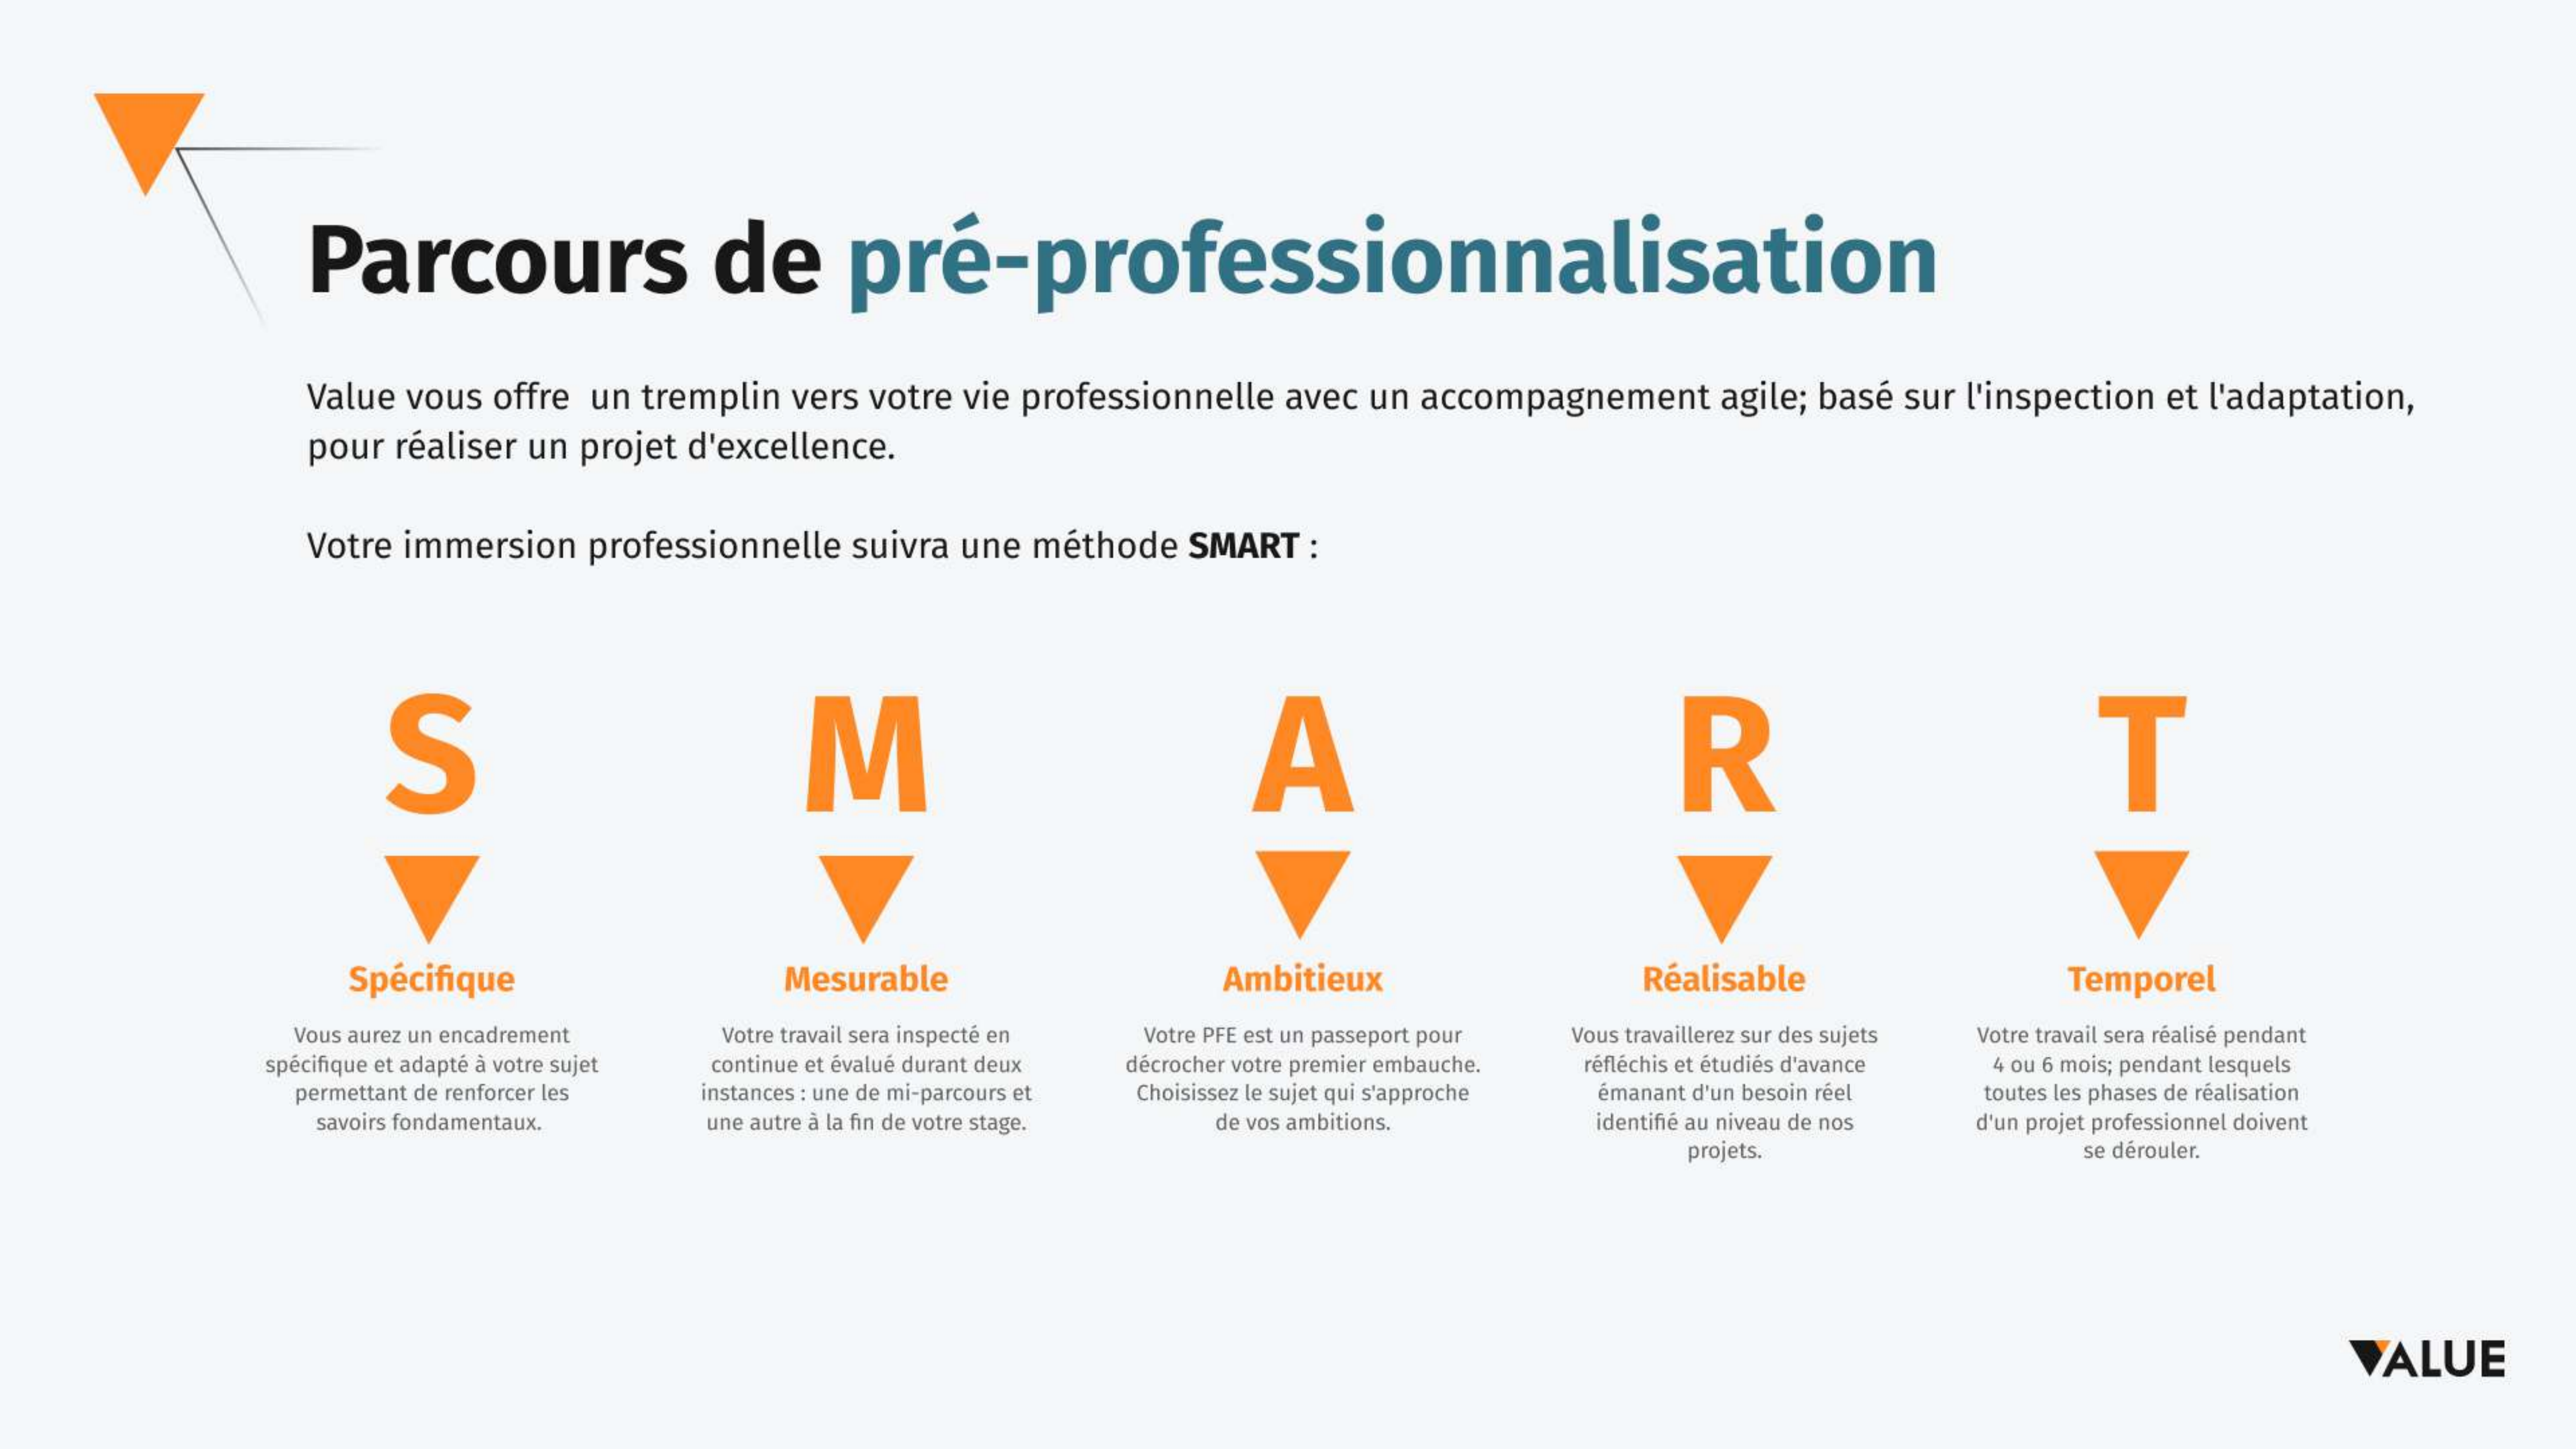 Parcours de pré-professionnalisation
Value vous offre  un tremplin vers votre vie professionnelle avec un accompagnement agile; basé sur l'inspection et l'adaptation,
pour réaliser un projet d'excellence.
Votre immersion professionnelle suivra une méthode SMART :
S
M
A
R
T
Spécifique
Vous aurez un encadrement
spécifique et adapté à votre sujet
permettant de renforcer les
savoirs fondamentaux.
Mesurable
Votre travail sera inspecté en
continue et évalué durant deux
instances : une de mi-parcours et
une autre à la fin de votre stage.
Ambitieux
Votre PFE est un passeport pour
décrocher votre premier embauche.
Choisissez le sujet qui s'approche
de vos ambitions.
Réalisable
Vous travaillerez sur des sujets
réfléchis et étudiés d'avance
émanant d'un besoin réel
identifié au niveau de nos
projets.
Temporel
Votre travail sera réalisé pendant
4 ou 6 mois; pendant lesquels
toutes les phases de réalisation
d'un projet professionnel doivent
se dérouler.
VALUE